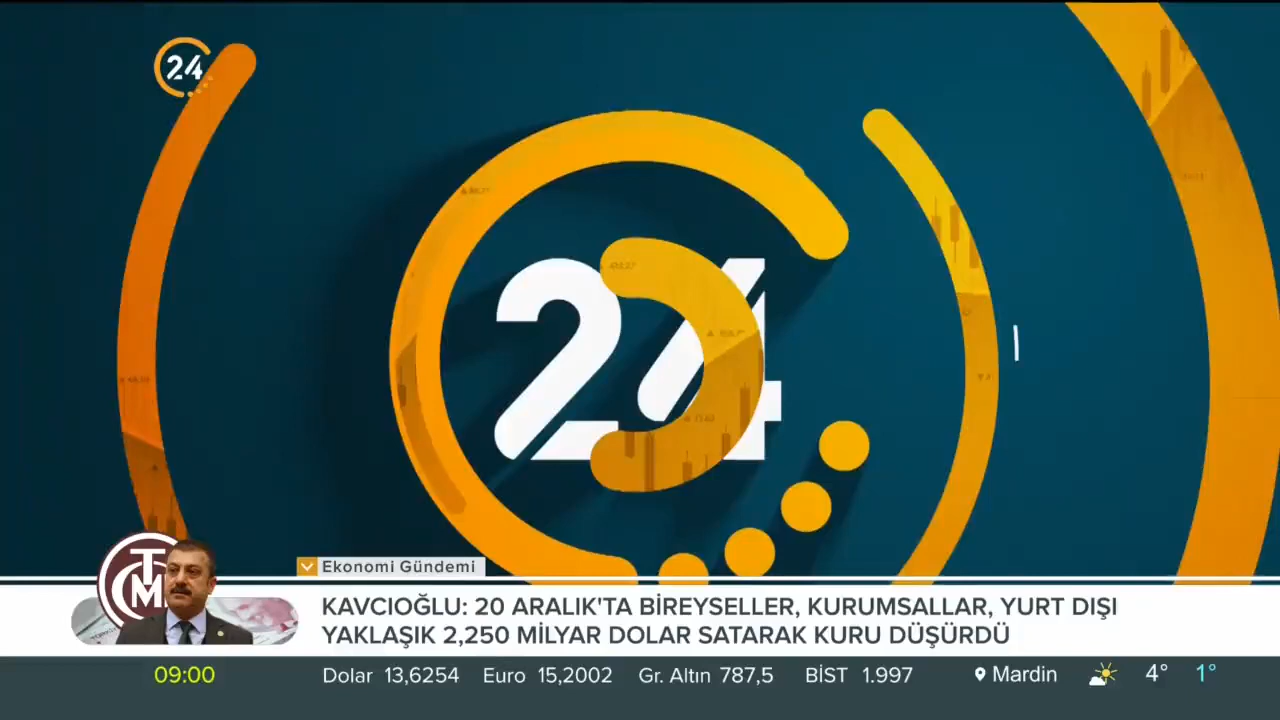 24
24
Ekonomi Gündemi
KAVCIOĞLU: 20 ARALIK'TA BİREYSELLER, KURUMSALLAR, YURT DIŞI
YAKLAŞIK 2,250 MİLYAR DOLAR SATARAK KURU DÜŞÜRDÜ
09:00 Dolar 13,6254 Euro 15,2002 Gr. Altın 787,5 BİST 1.997 Mardin 4° 1°